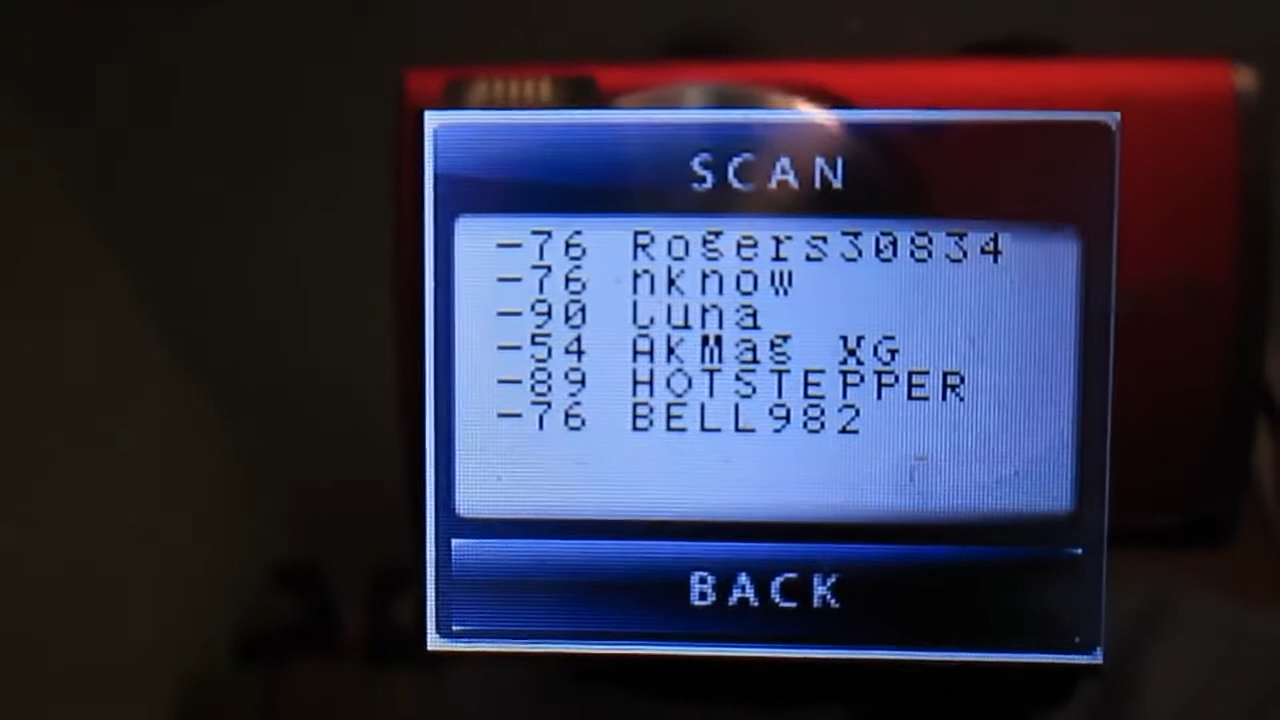 SCAN
-76 Rogers30834
-76 nknow
-90 Luna
-54 AkMag XG
-89 HOTSTEPPER
-76 BELL982
BACK